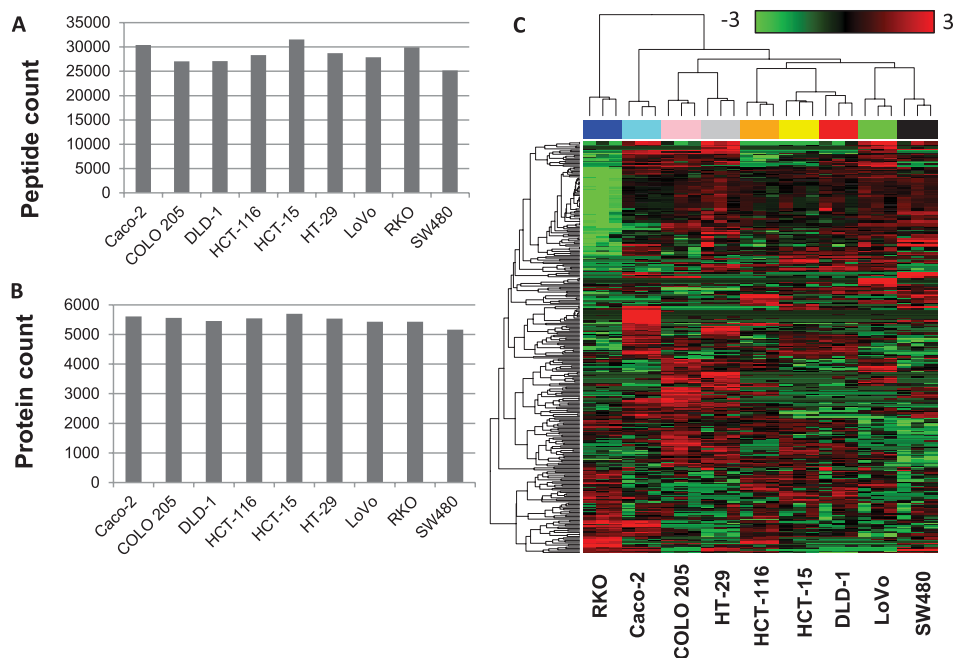 A
Peptide count
35000
30000
25000
20000
15000
10000
5000
0
Caco-2
COLO 205
DLD-1
HCT-116
HCT-15
HT-29
LoVo
RKO
SW480
B
Protein count
6000
5000
4000
3000
2000
1000
0
Caco-2
COLO 205
DLD-1
HCT-116
HCT-15
HT-29
LoVo
RKO
SW480
C
-3
3
RKO
Caco-2
COLO 205
HT-29
HCT-116
HCT-15
DLD-1
LoVo
SW480